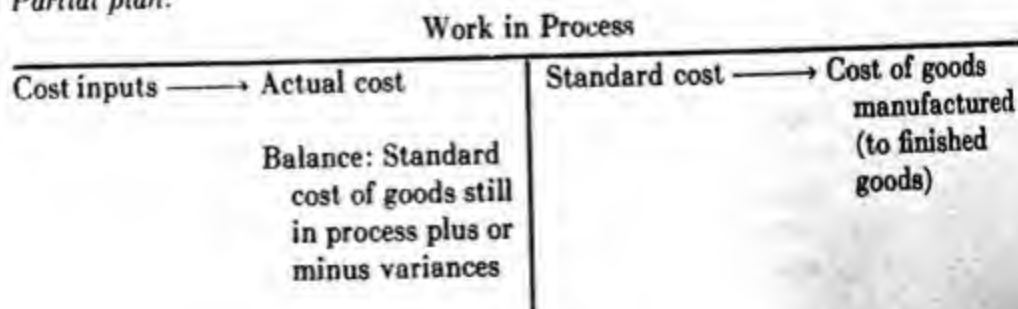 Partial plan.
Work in Process
Cost inputs → Actual cost
Balance: Standard
cost of goods still
in process plus or
minus variances
Standard cost → Cost of goods
manufactured
(to finished
goods)